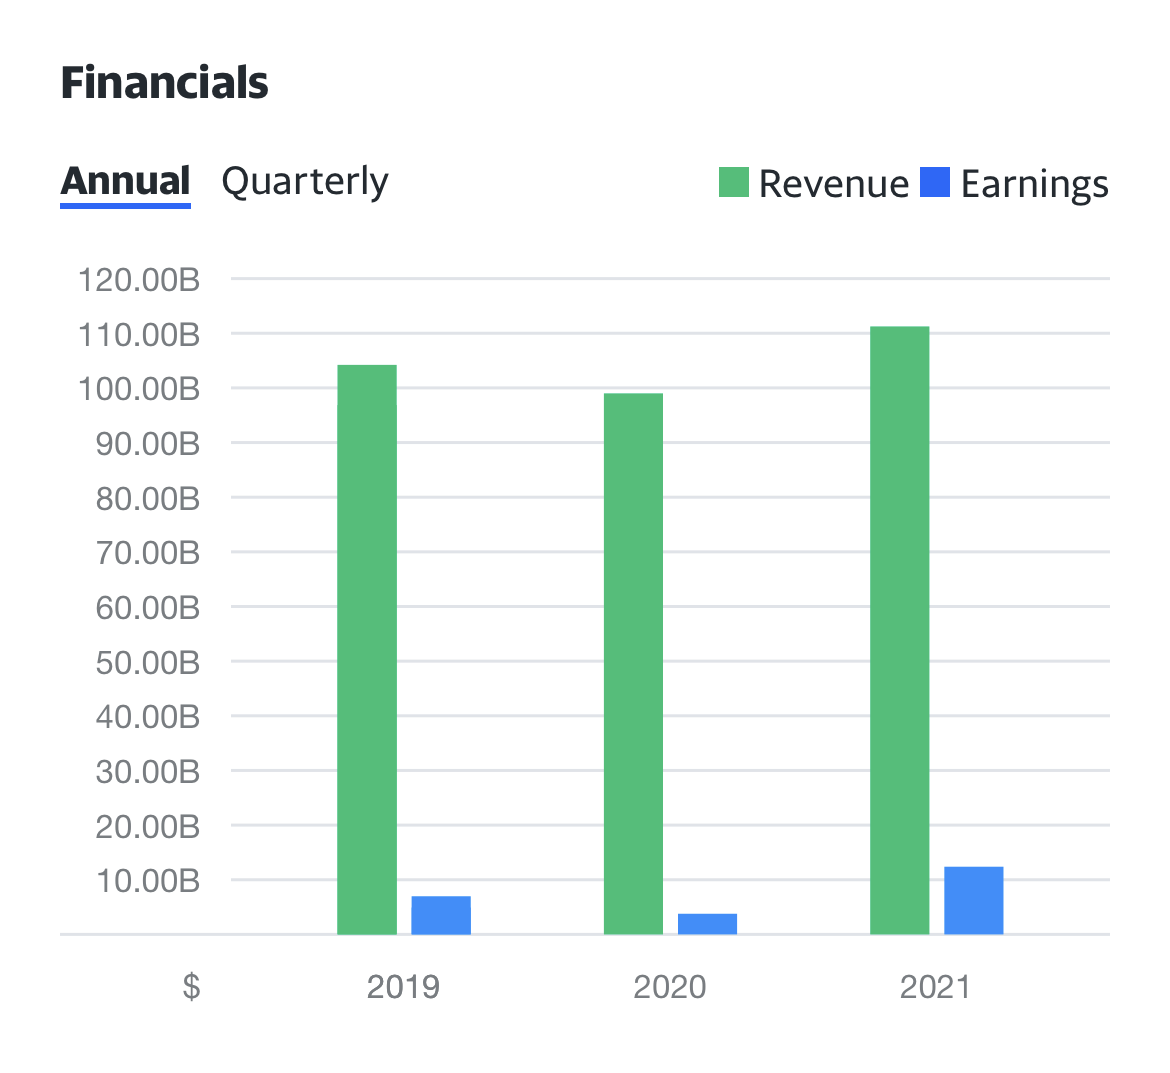 Financials
Annual Quarterly Revenue Earnings
120.00B
110.00B
100.00B
90.00B
80.00B
70.00B
60.00B
50.00B
40.00B
30.00B
20.00B
10.00B
$ 2019 2020 2021